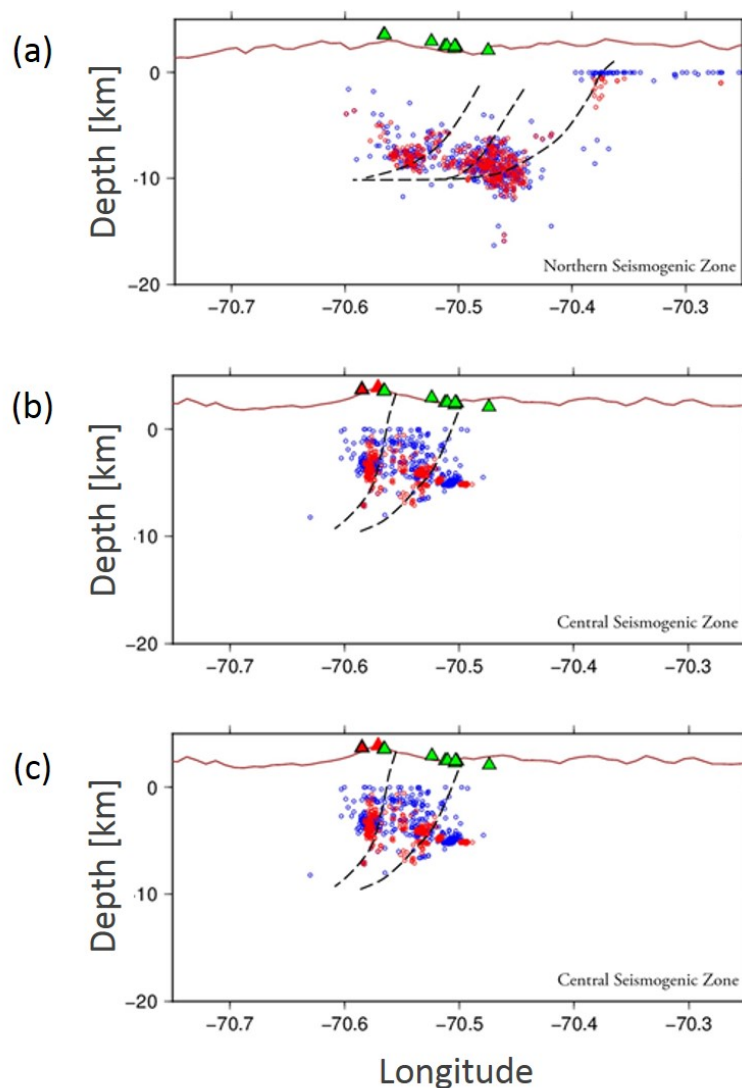 (a)
Depth [km]
0
-10
−20
Northern Seismogenic Zone
−70.7 −70.6 −70.5 −70.4 −70.3
(b)
Depth [km]
0
·10
−20
Central Seismogenic Zone
−70.7 −70.6 −70.5 −70.4 −70.3
(c)
Depth [km]
0
·10
−20
Central Seismogenic Zone
−70.7 −70.6 −70.5 −70.4 −70.3
Longitude